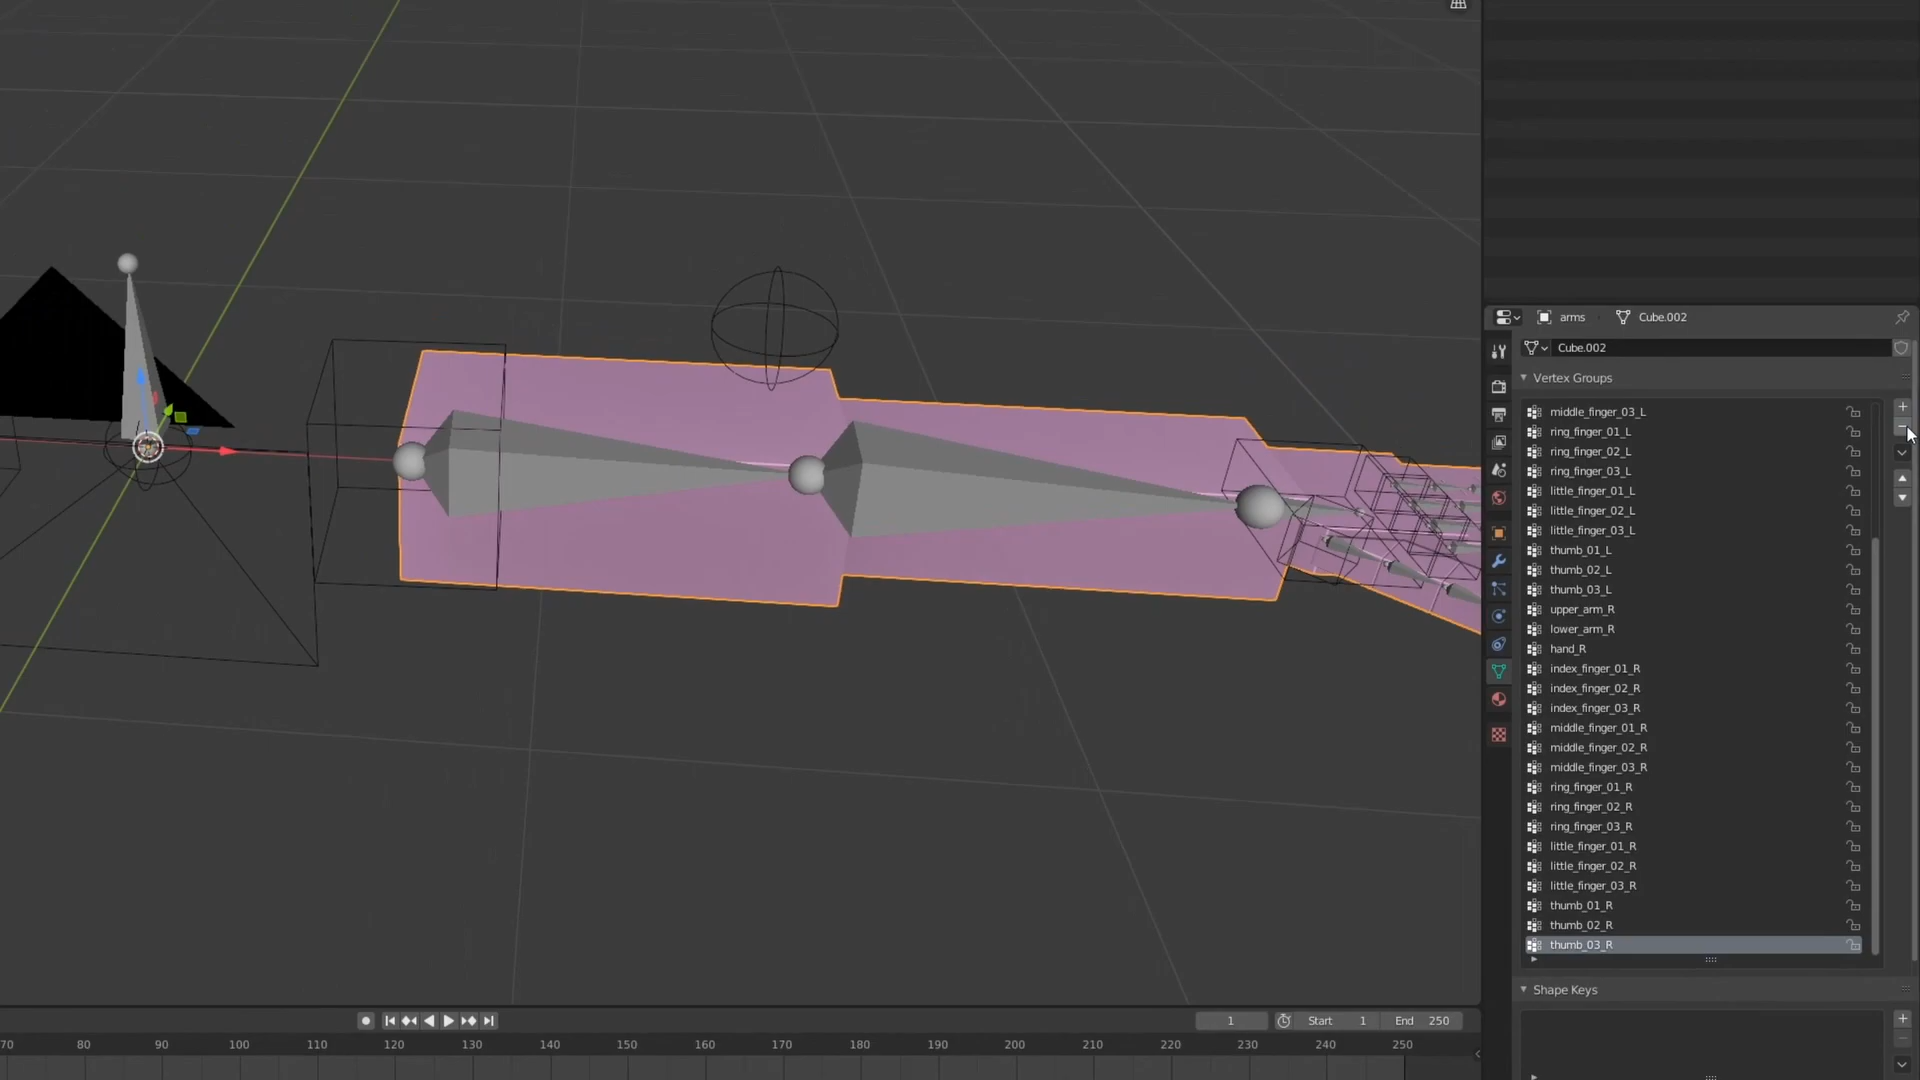 arms › Cube.002
Cube.002
Vertex Groups
middle_finger_03_L
ring_finger_01_L
ring_finger_02_L
ring_finger_03_L
little_finger_01_L
little_finger_02_L
little_finger_03_L
thumb_01_L
thumb_02_L
thumb_03_L
upper_arm_R
lower_arm_R
hand_R
index_finger_01_R
index_finger_02_R
index_finger_03_R
middle_finger_01_R
middle_finger_02_R
middle_finger_03_R
ring_finger_01_R
ring_finger_02_R
ring_finger_03_R
little_finger_01_R
little_finger_02_R
little_finger_03_R
thumb_01_R
thumb_02_R
thumb_03_R
Shape Keys
1 Start 1 End 250
70 80 90 100 110 120 130 140 150 160 170 180 190 200 210 220 230 240 250